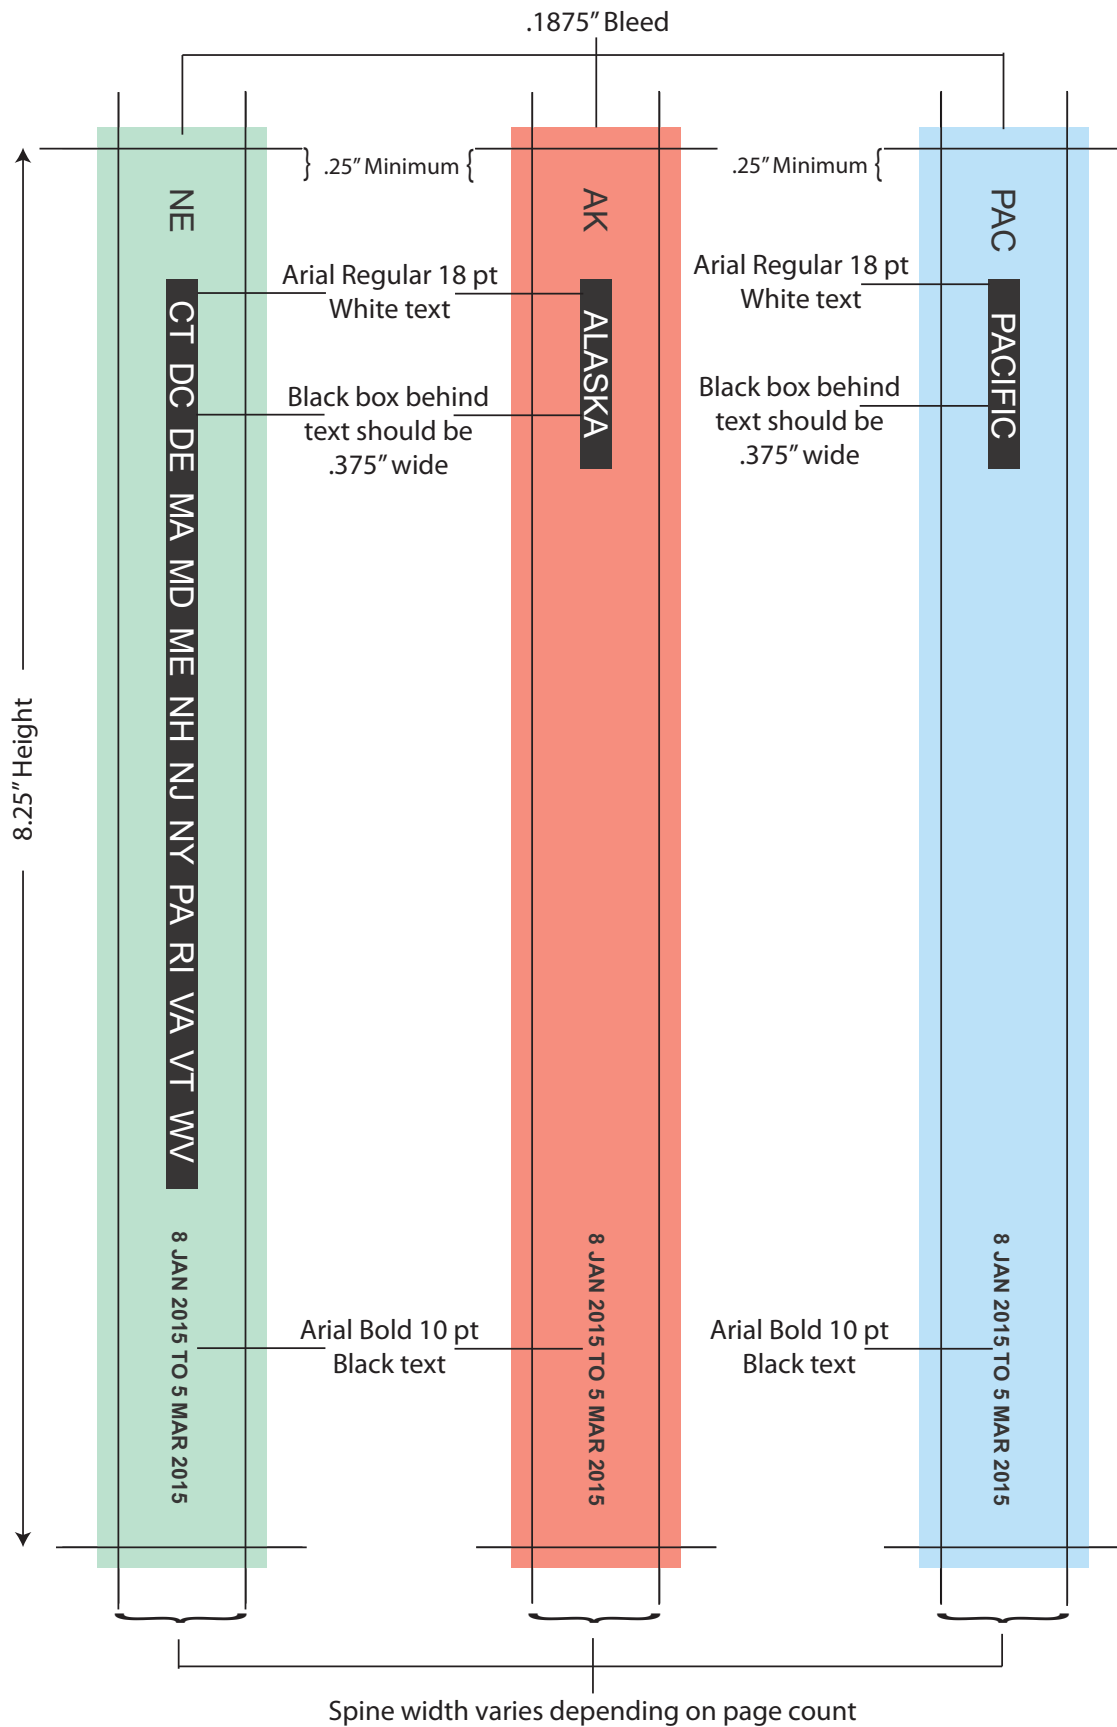 .1875″ Bleed
.25″ Minimum
.25″ Minimum
NE
AK
PAC
Arial Regular 18 pt
White text
Arial Regular 18 pt
White text
CT DC DE MA MD ME NH NJ NY PA RI VA VT WV
ALASKA
PACIFIC
Black box behind
text should be
.375″ wide
Black box behind
text should be
.375″ wide
8.25″ Height
8 JAN 2015 TO 5 MAR 2015
8 JAN 2015 TO 5 MAR 2015
8 JAN 2015 TO 5 MAR 2015
Arial Bold 10 pt
Black text
Arial Bold 10 pt
Black text
Spine width varies depending on page count